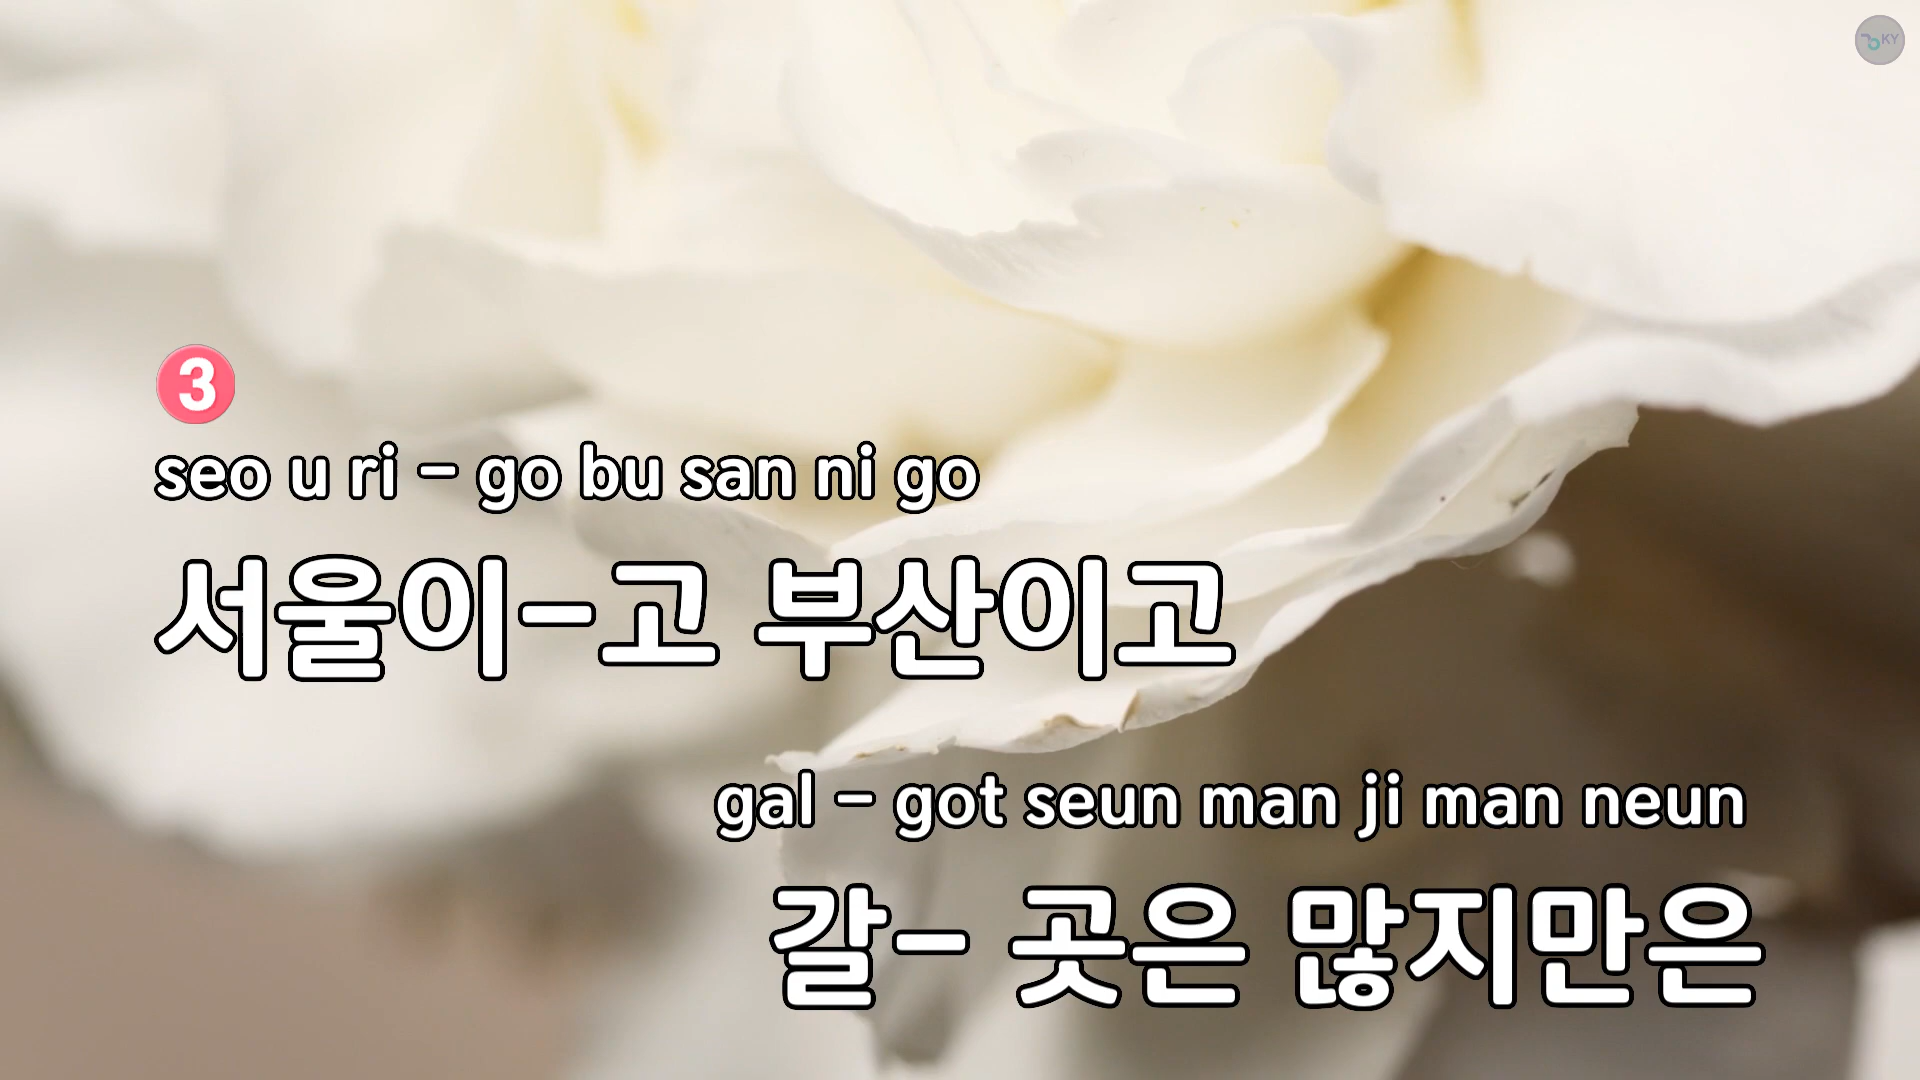 KY
3
seo u ri - go bu san ni go
서울이-고 부산이고
gal - got seun man ji man neun
갈- 곳은 많지만은